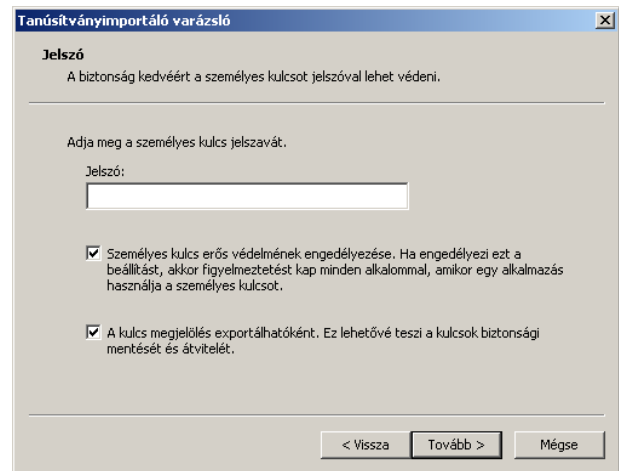 Tanúsítványimportáló varázsló
Jelszó
A biztonság kedvéért a személyes kulcsot jelszóval lehet védeni.
Adja meg a személyes kulcs jelszavát.
Jelszó:
Személyes kulcs erős védelmének engedélyezése. Ha engedélyezi ezt a
beállítást, akkor figyelmeztetést kap minden alkalommal, amikor egy alkalmazás
használja a személyes kulcsot.
A kulcs megjelölés exportálhatóként. Ez lehetővé teszi a kulcsok biztonsági
mentését és átvitelét.
< Vissza
Tovább >
Mégse